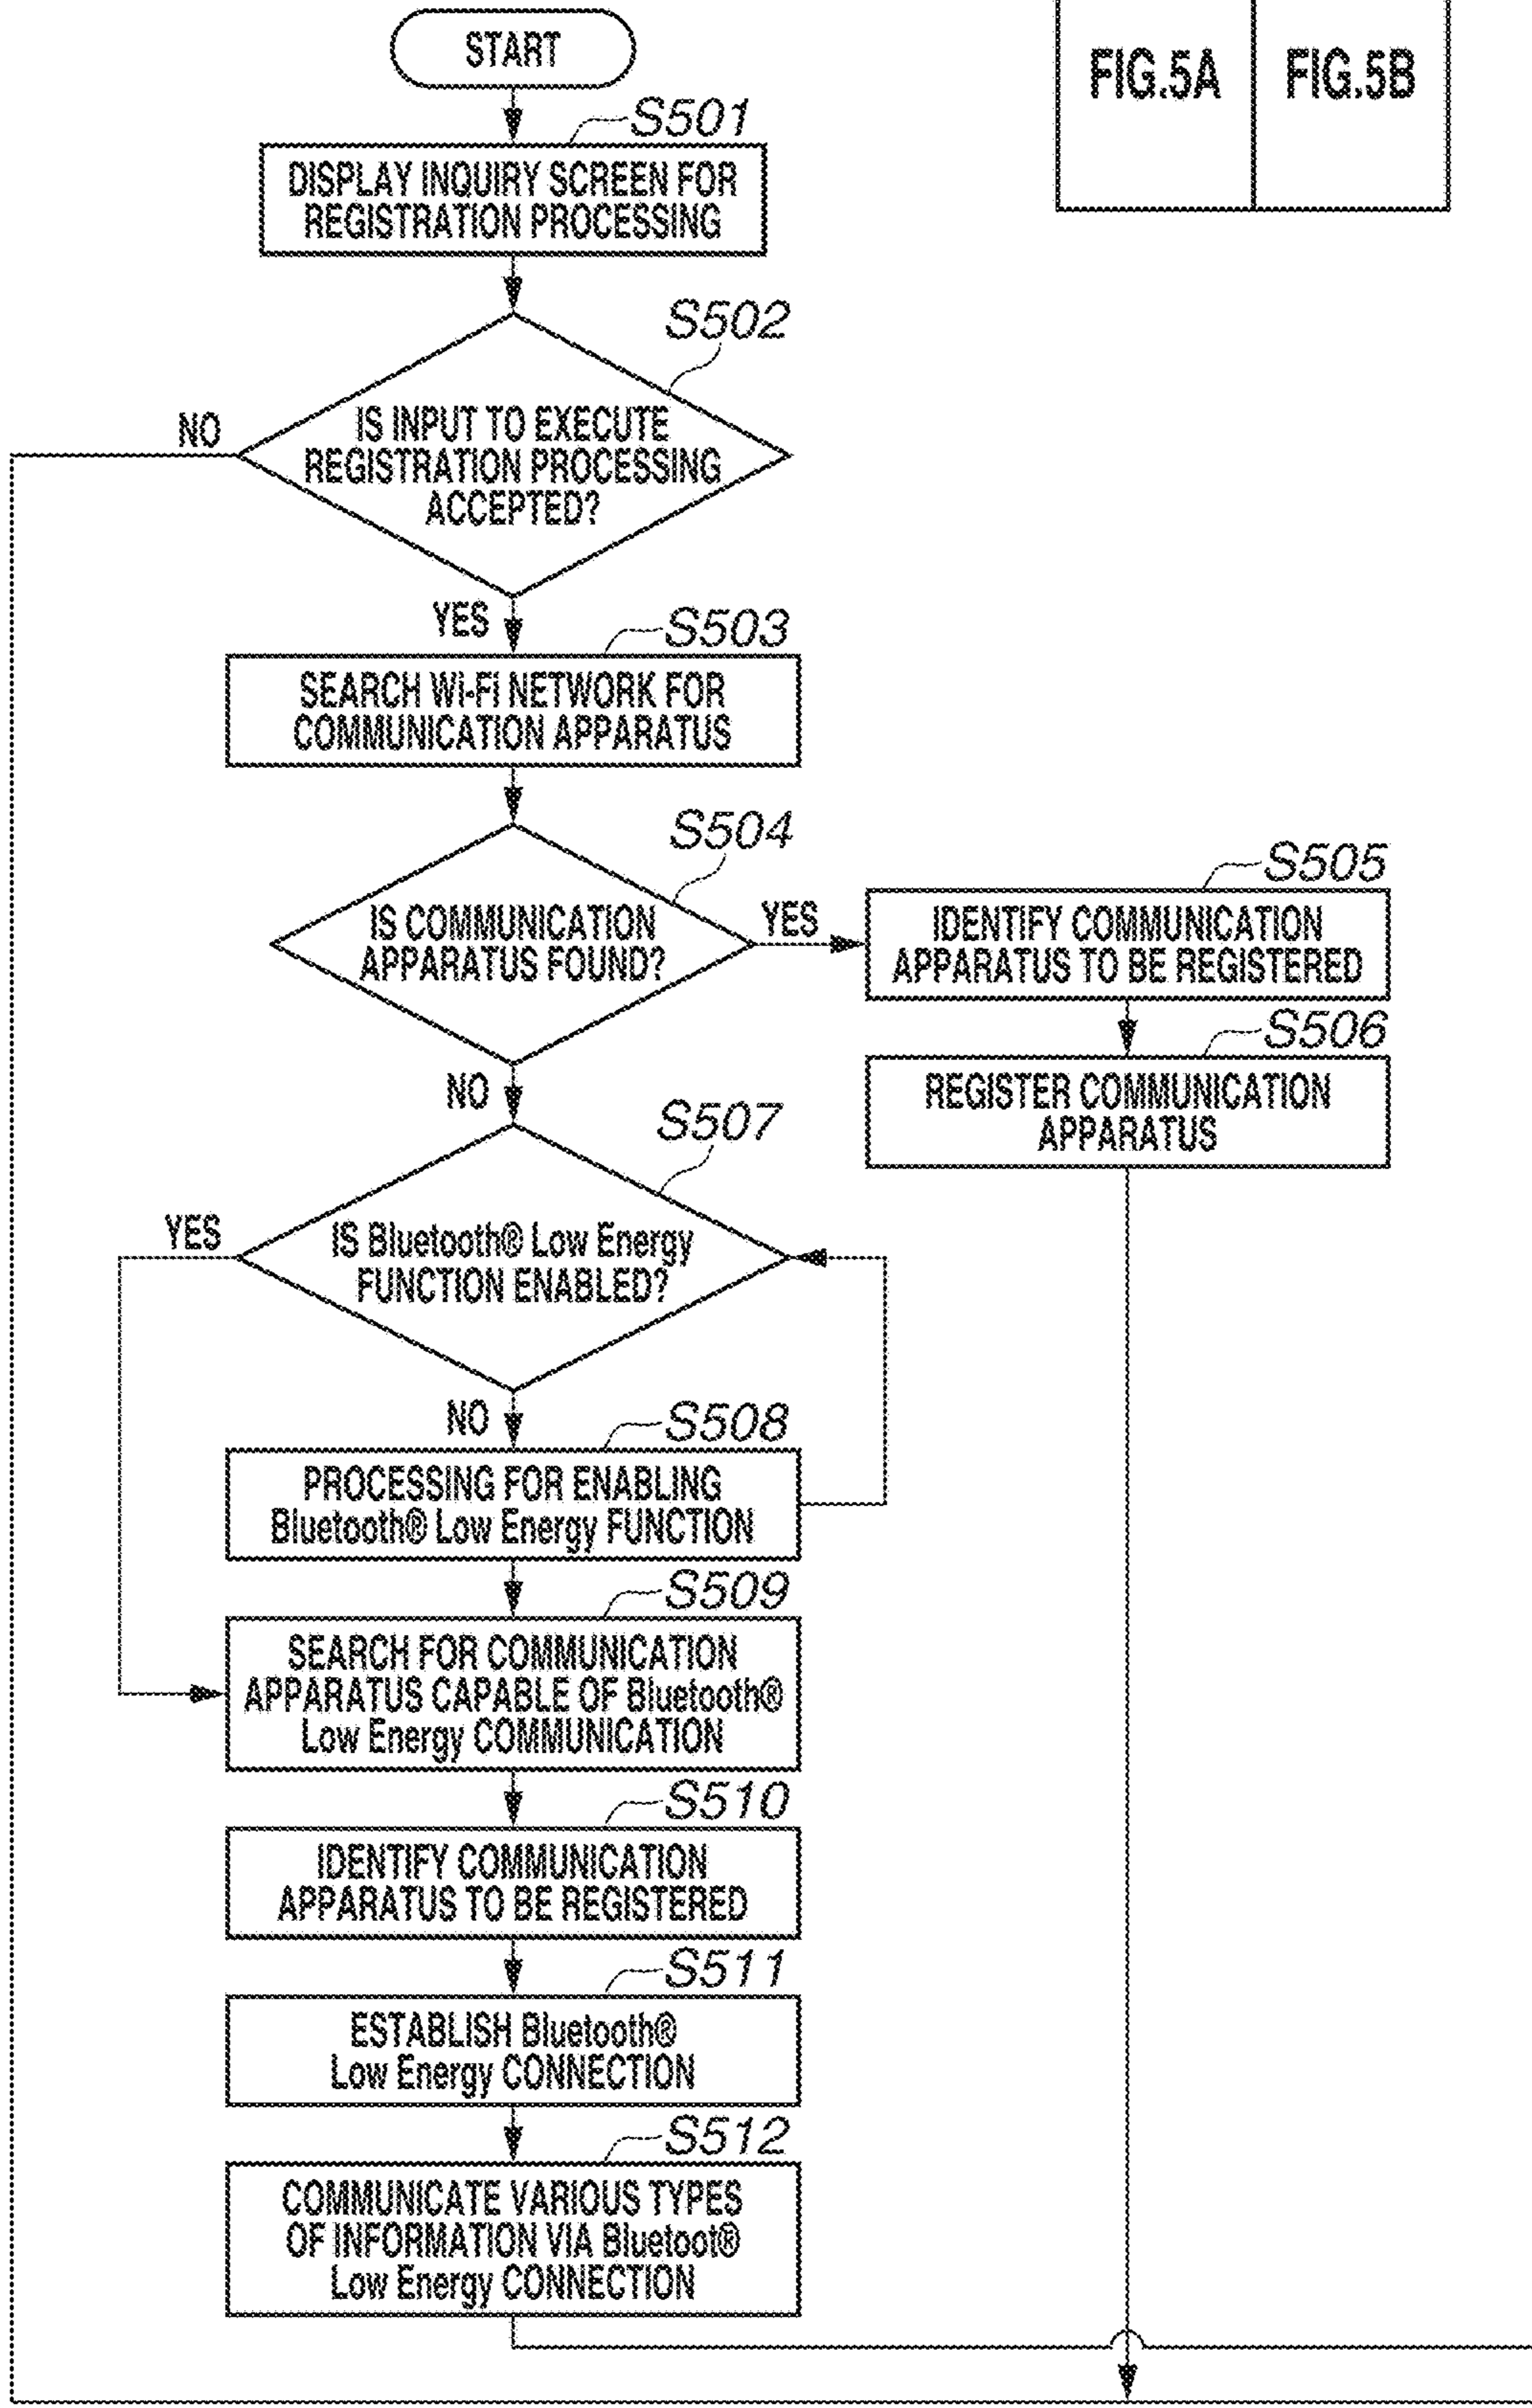 FIG.5A
FIG.5B
START
S501
DISPLAY INQUIRY SCREEN FOR
REGISTRATION PROCESSING
S502
IS INPUT TO EXECUTE
REGISTRATION PROCESSING
ACCEPTED?
NO
YES
S503
SEARCH Wi-Fi NETWORK FOR
COMMUNICATION APPARATUS
S504
IS COMMUNICATION
APPARATUS FOUND?
YES
S505
IDENTIFY COMMUNICATION
APPARATUS TO BE REGISTERED
S506
REGISTER COMMUNICATION
APPARATUS
NO
S507
IS Bluetooth® Low Energy
FUNCTION ENABLED?
YES
NO
S508
PROCESSING FOR ENABLING
Bluetooth® Low Energy FUNCTION
S509
SEARCH FOR COMMUNICATION
APPARATUS CAPABLE OF Bluetooth®
Low Energy COMMUNICATION
S510
IDENTIFY COMMUNICATION
APPARATUS TO BE REGISTERED
S511
ESTABLISH Bluetooth®
Low Energy CONNECTION
S512
COMMUNICATE VARIOUS TYPES
OF INFORMATION VIA Bluetoot®
Low Energy CONNECTION